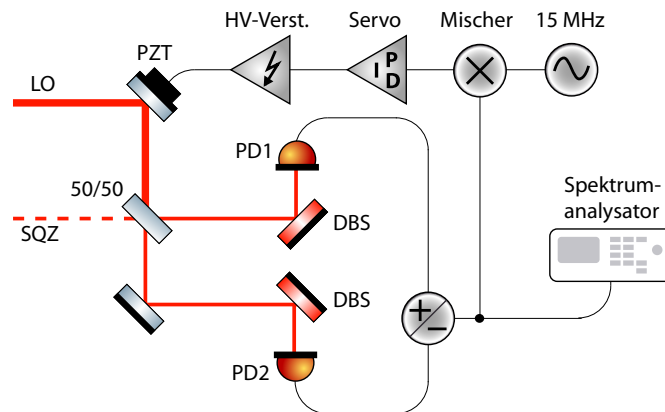 HV-Verst.
Servo
Mischer
15 MHz
PZT
LO
P
I
D
PD1
50/50
SQZ
DBS
Spektrum-
analysator
DBS
+
−
PD2